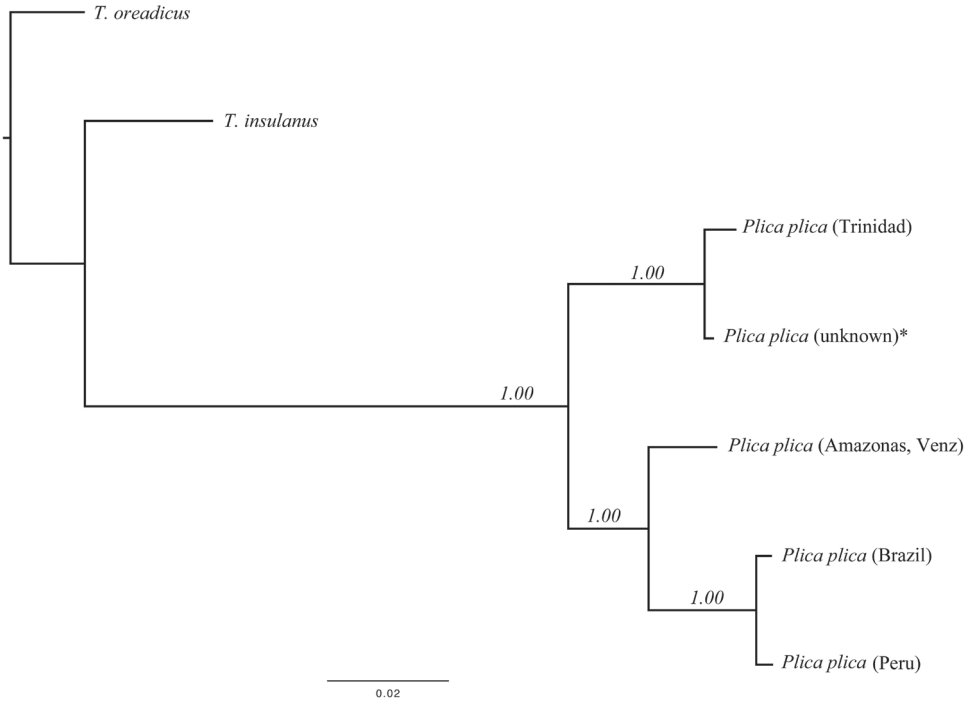 T. oreadicus
T. insulanus
Plica plica (Trinidad)
1.00
Plica plica (unknown)*
1.00
Plica plica (Amazonas, Venz)
1.00
Plica plica (Brazil)
1.00
Plica plica (Peru)
0.02